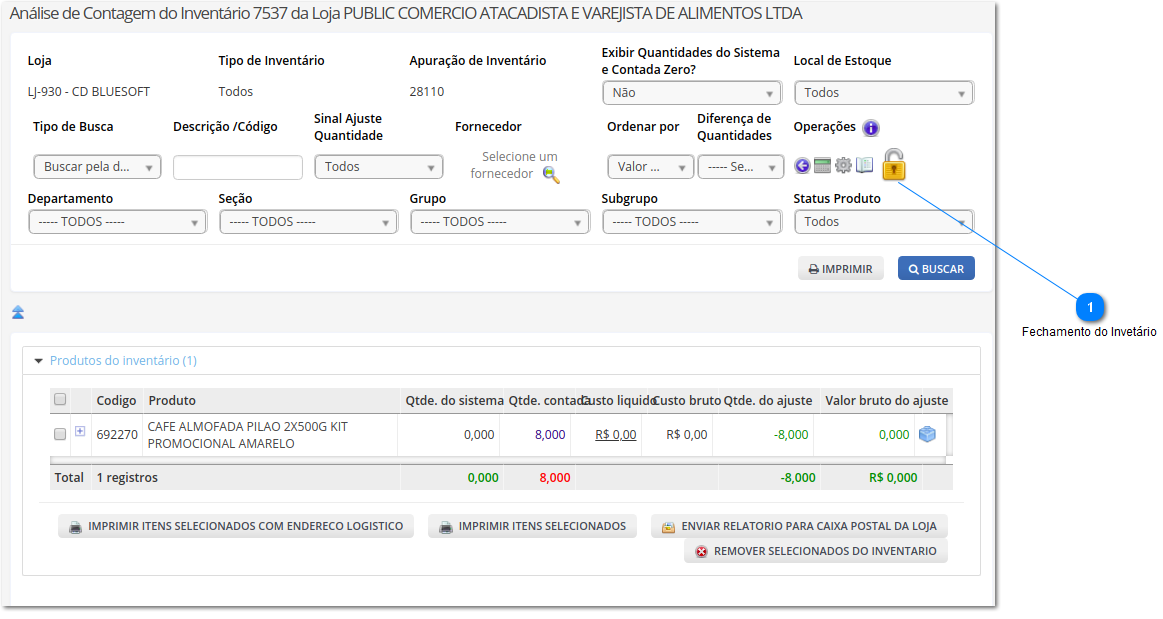 Análise de Contagem do Inventário 7537 da Loja PUBLIC COMERCIO ATACADISTA E VAREJISTA DE ALIMENTOS LTDA
Loja
Tipo de Inventário
Apuração de Inventário
Exibir Quantidades do Sistema
e Contada Zero?
Local de Estoque
LJ-930 - CD BLUESOFT
Todos
28110
Não
Todos
Tipo de Busca
Descrição /Código
Sinal Ajuste
Quantidade
Fornecedor
Ordenar por
Diferença de
Quantidades
Operações
Buscar pela d...
Todos
Selecione um
fornecedor
Valor ...
----- Se...
Departamento
Seção
Grupo
Subgrupo
Status Produto
----- TODOS -----
----- TODOS -----
----- TODOS -----
----- TODOS -----
Todos
IMPRIMIR
BUSCAR
1
Fechamento do Invetário
Produtos do inventário (1)
Codigo Produto Qtde. do sistema Qtde. contada Custo liquido Custo bruto Qtde. do ajuste Valor bruto do ajuste
692270 CAFE ALMOFADA PILAO 2X500G KIT
PROMOCIONAL AMARELO
0,000 8,000 R$ 0,00 R$ 0,00 -8,000 0,000
Total 1 registros 0,000 8,000 -8,000 R$ 0,000
IMPRIMIR ITENS SELECIONADOS COM ENDERECO LOGISTICO
IMPRIMIR ITENS SELECIONADOS
ENVIAR RELATORIO PARA CAIXA POSTAL DA LOJA
REMOVER SELECIONADOS DO INVENTARIO